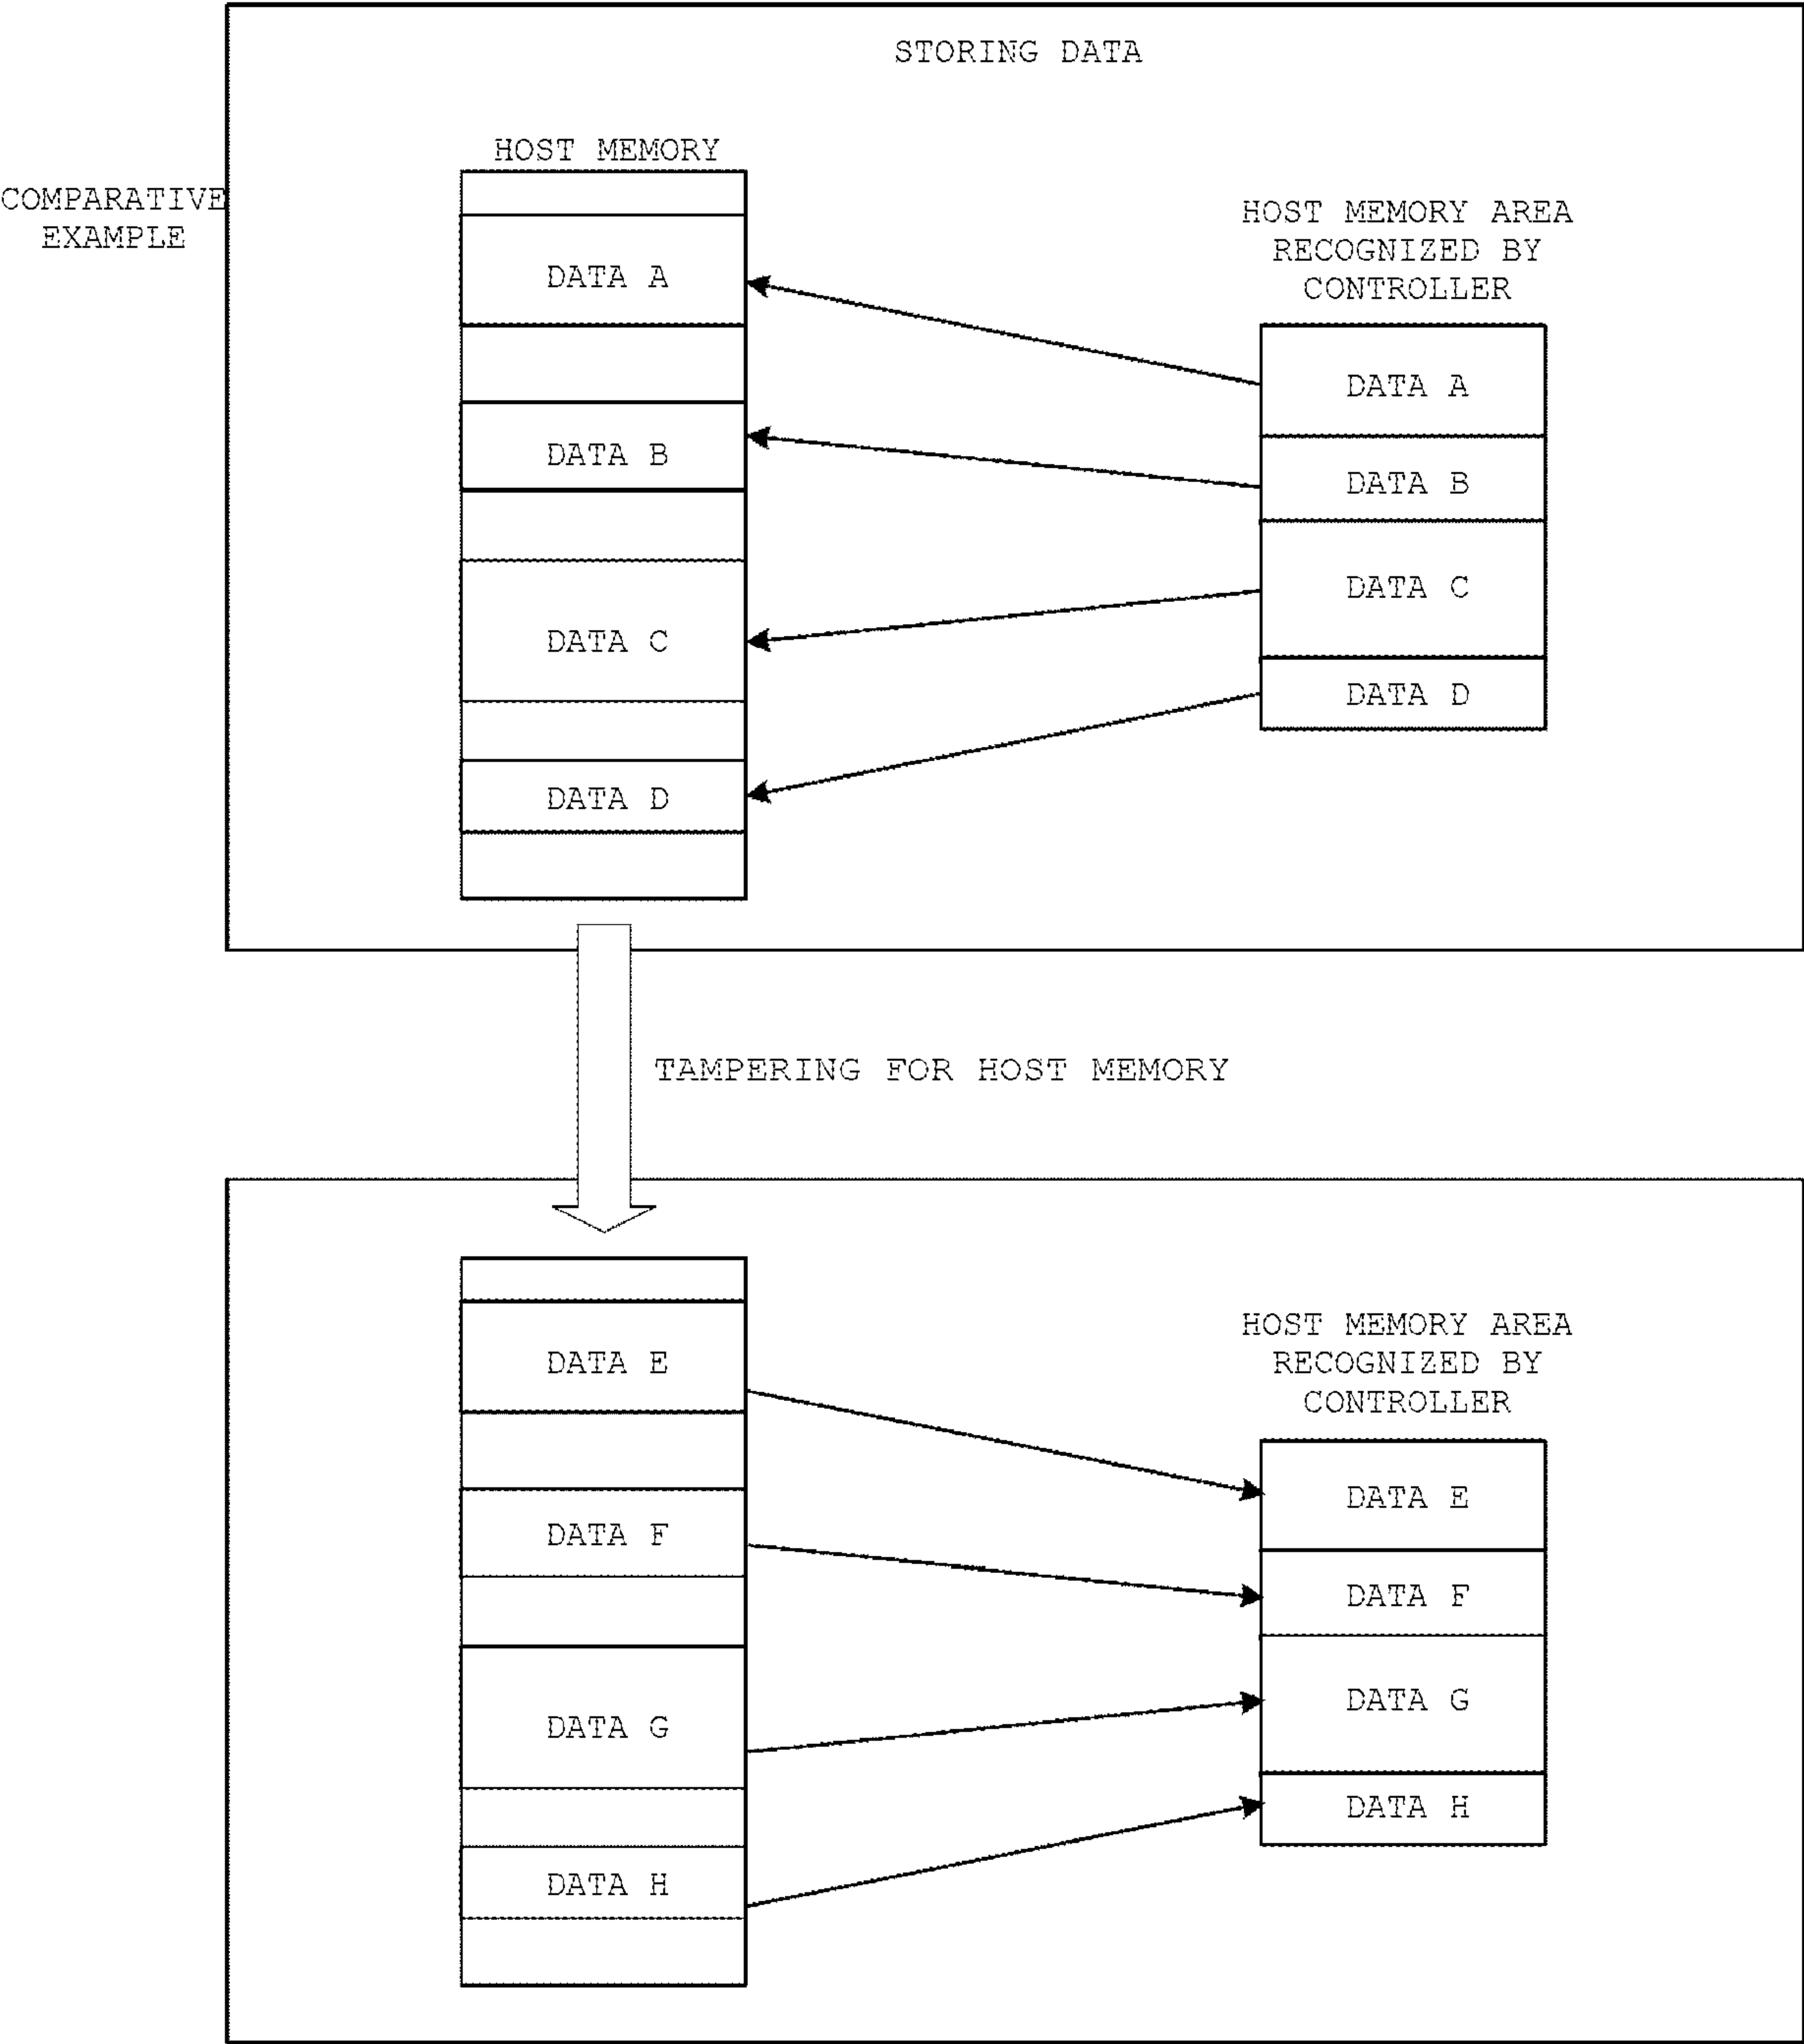 STORING DATA
HOST MEMORY
COMPARATIVE
EXAMPLE
HOST MEMORY AREA
RECOGNIZED BY
CONTROLLER
DATA A
DATA B
DATA C
DATA D
DATA A
DATA B
DATA C
DATA D
TAMPERING FOR HOST MEMORY
HOST MEMORY AREA
RECOGNIZED BY
CONTROLLER
DATA E
DATA F
DATA G
DATA H
DATA E
DATA F
DATA G
DATA H